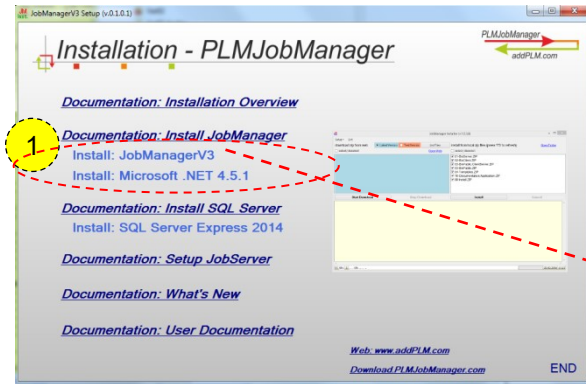 JobManagerV3 Setup (v.0.1.0.1)
Installation - PLMJobManager
PLMJobManager
addPLM.com
Documentation: Installation Overview
1
Documentation: Install JobManager
Install: JobManagerV3
Install: Microsoft .NET 4.5.1
Documentation: Install SQL Server
Install: SQL Server Express 2014
Documentation: Setup JobServer
Documentation: What's New
Documentation: User Documentation
Web: www.addPLM.com
Download.PLMJobManager.com
END